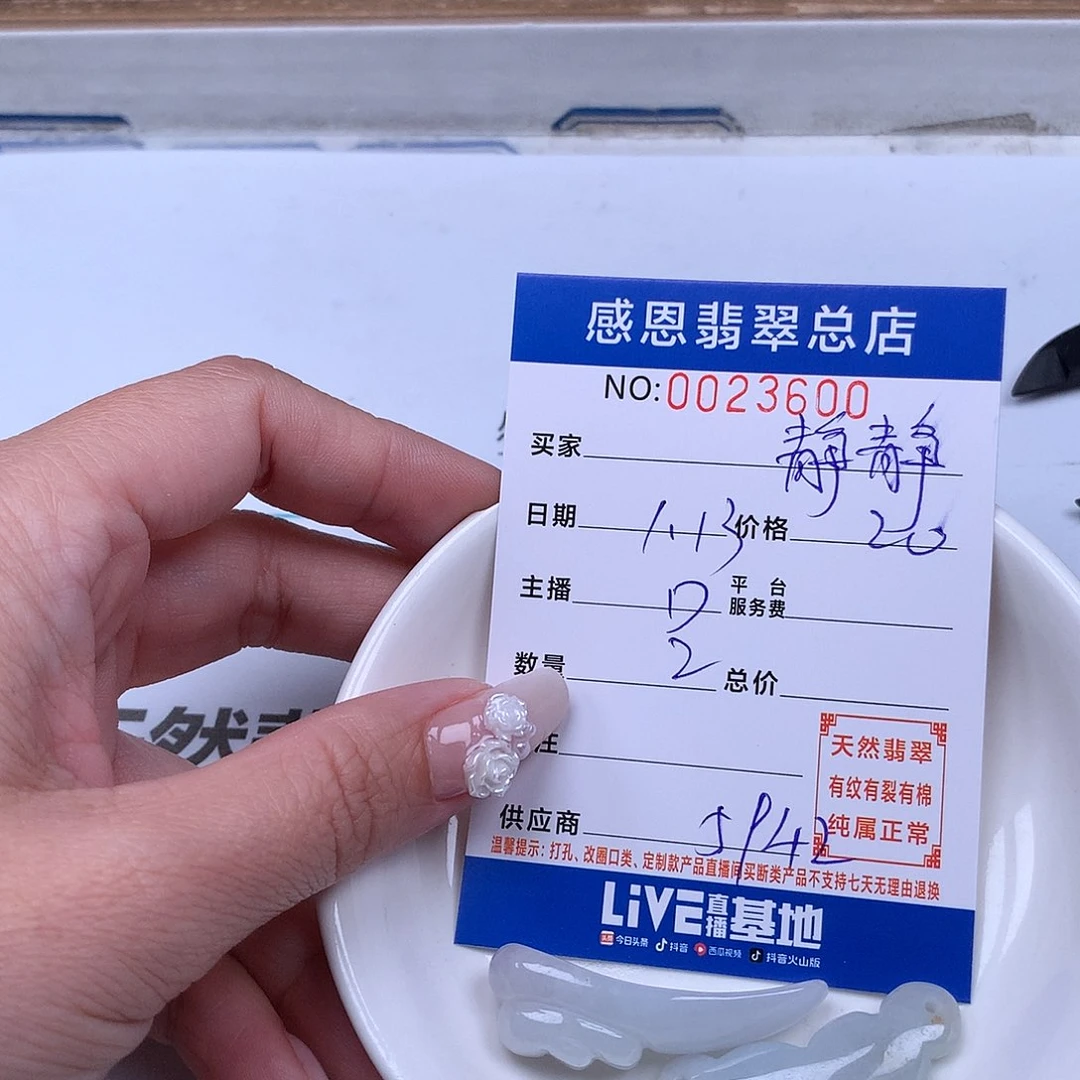 感恩翡翠总店
NO:0023600
买家 静静
日期 1.13 价格 20
主播 平台服务费
数量 2 总价
注
供应商
天然翡翠
有纹有裂有棉
纯属正常
温馨提示：打孔、改圈口类、定制款产品直播间买断类产品不支持七天无理由退换
LiVE直播基地
今日头条 抖音 西瓜视频 抖音火山版